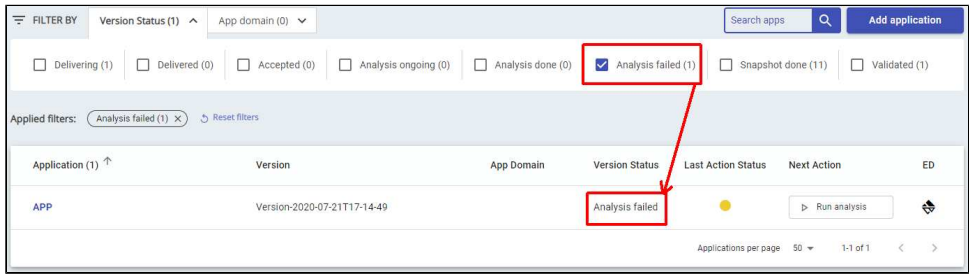 FILTER BY Version Status (1) App domain (0) Search apps Add application
Delivering (1) Delivered (0) Accepted (0) Analysis ongoing (0) Analysis done (0) Analysis failed (1) Snapshot done (11) Validated (1)
Applied filters: Analysis failed (1) Reset filters
Application (1) Version App Domain Version Status Last Action Status Next Action ED
APP Version-2020-07-21T17-14-49 Analysis failed Run analysis
Applications per page 50 1-1 of 1